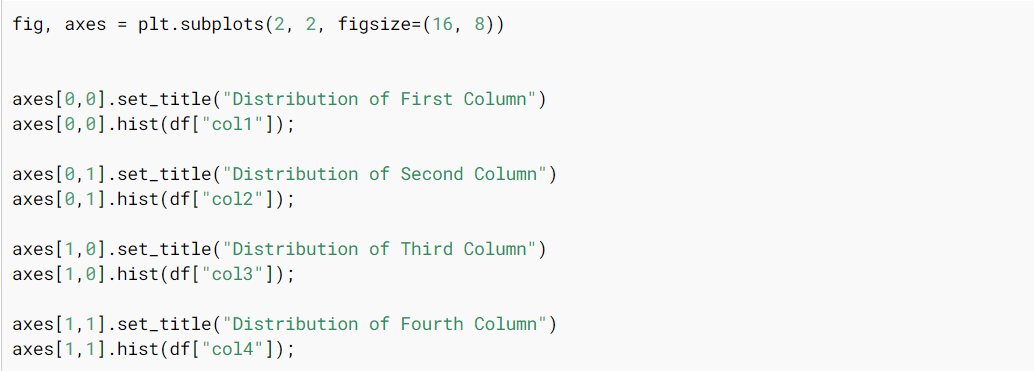 fig, axes = plt.subplots(2, 2, figsize=(16, 8))
axes[0,0].set_title("Distribution of First Column")
axes[0,0].hist(df["col1"]);
axes[0,1].set_title("Distribution of Second Column")
axes[0,1].hist(df["col2"]);
axes[1,0].set_title("Distribution of Third Column")
axes[1,0].hist(df["col3"]);
axes[1,1].set_title("Distribution of Fourth Column")
axes[1,1].hist(df["col4"]);